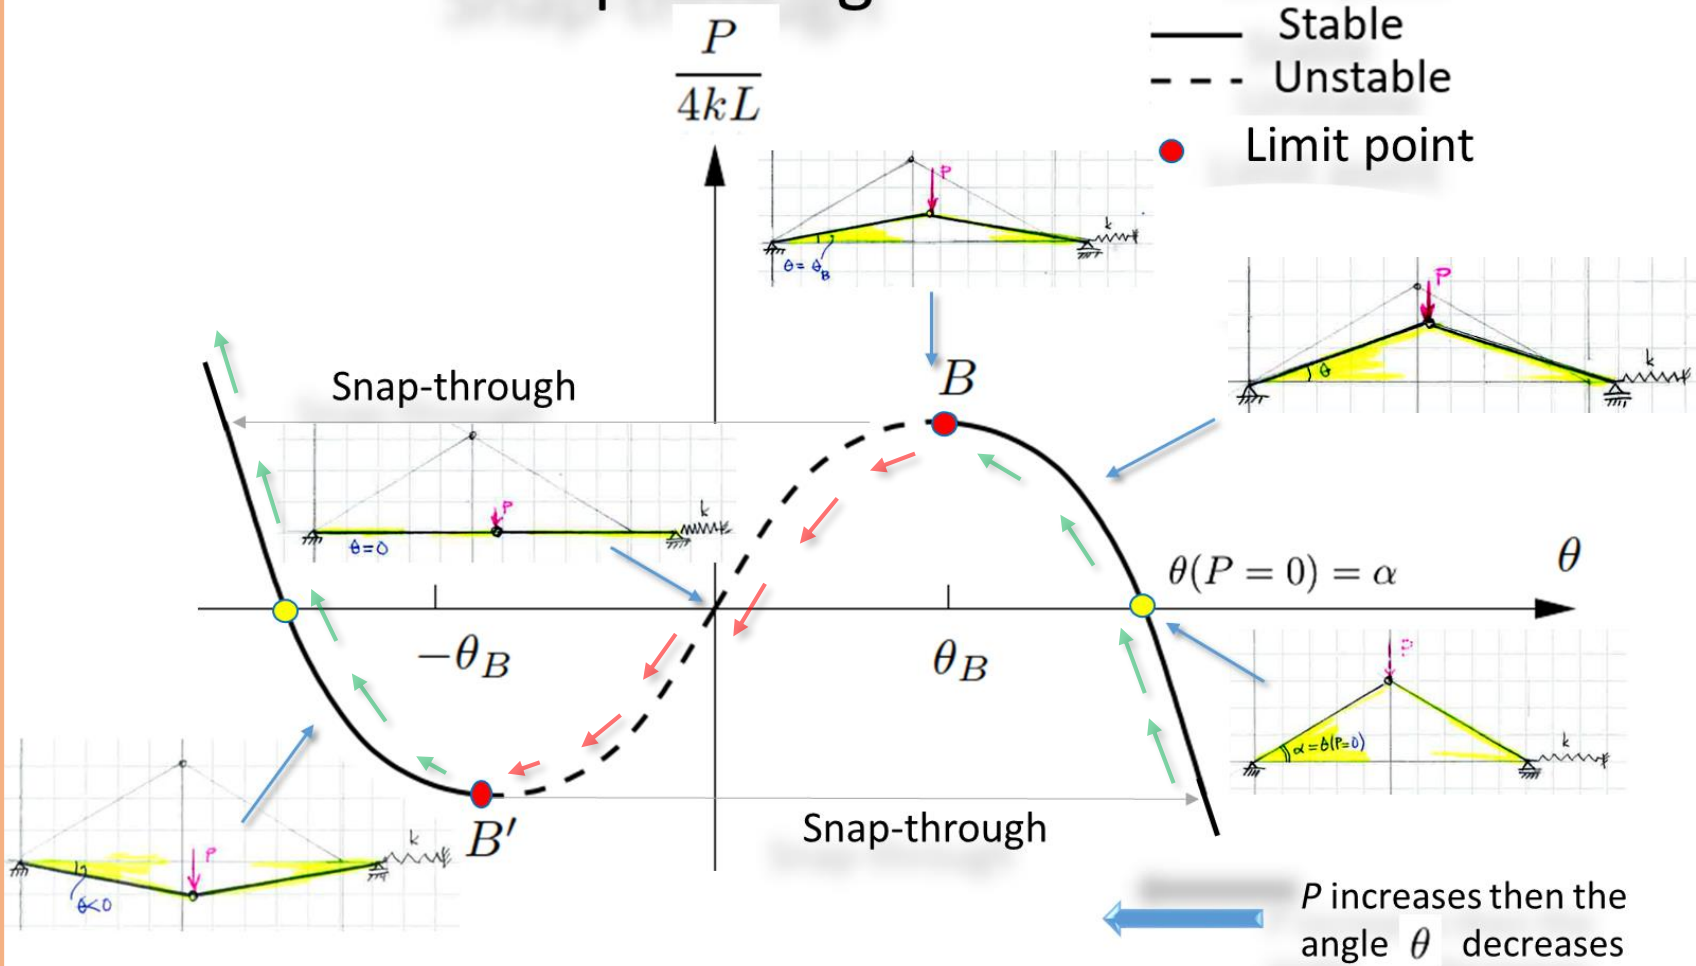 P
4kL
Stable
Unstable
Limit point
P
k
θ = θB
P
k
θ
B
Snap-through
P
k
θ=0
θ(P = 0) = α
θ
−θB
θB
P
k
α=θ(P=0)
B′
Snap-through
P
k
θ<0
P increases then the
angle θ decreases